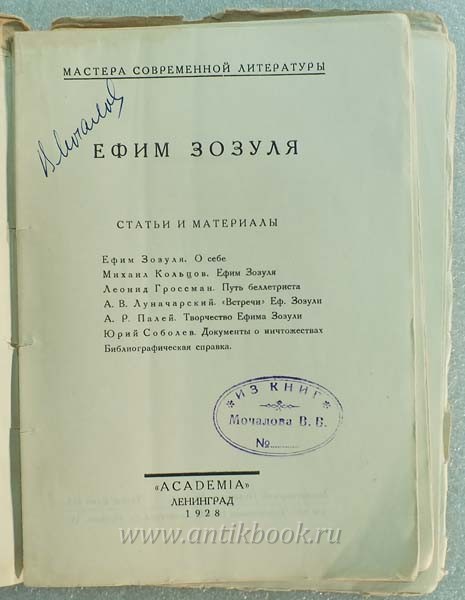 МАСТЕРА СОВРЕМЕННОЙ ЛИТЕРАТУРЫ
В. Мочалов
ЕФИМ ЗОЗУЛЯ
СТАТЬИ И МАТЕРИАЛЫ
Ефим Зозуля. О себе
Михаил Кольцов. Ефим Зозуля
Леонид Гроссман. Путь беллетриста
А. В. Луначарский. «Встречи» Еф. Зозули
А. Р. Палей. Творчество Ефима Зозули
Юрий Соболев. Документы о ничтожествах
Библиографическая справка.
ИЗ КНИГ
Мочалова В. В.
№
«ACADEMIA»
ЛЕНИНГРАД
1928
www.antikbook.ru